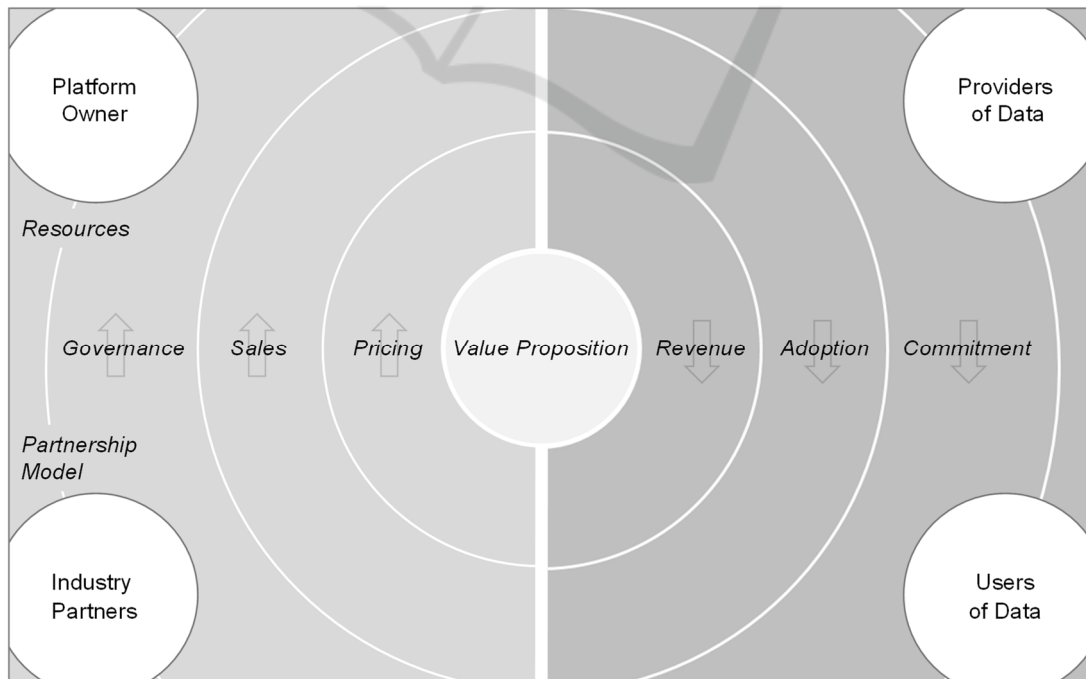 Platform
Owner
Providers
of Data
Resources
Governance
Sales
Pricing
Value Proposition
Revenue
Adoption
Commitment
Partnership
Model
Industry
Partners
Users
of Data